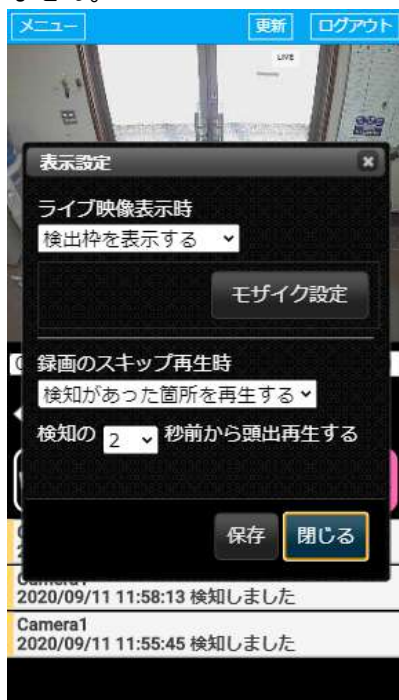 メニュー 更新 ログアウト
LIVE
表示設定 ×
ライブ映像表示時
検出枠を表示する
モザイク設定
録画のスキップ再生時
検知があった箇所を再生する
検知の 2 秒前から頭出再生する
保存 閉じる
Camera1
2020/09/11 11:58:13 検知しました
Camera1
2020/09/11 11:55:45 検知しました